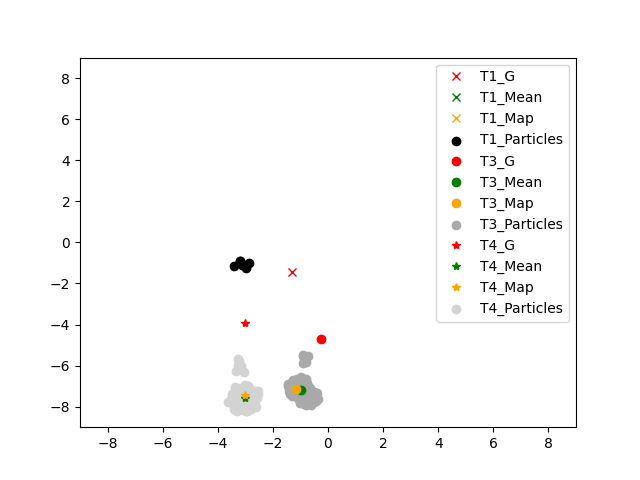 8
6
4
2
0
−2
−4
−6
−8
−8 −6 −4 −2 0 2 4 6 8
T1_G
T1_Mean
T1_Map
T1_Particles
T3_G
T3_Mean
T3_Map
T3_Particles
T4_G
T4_Mean
T4_Map
T4_Particles